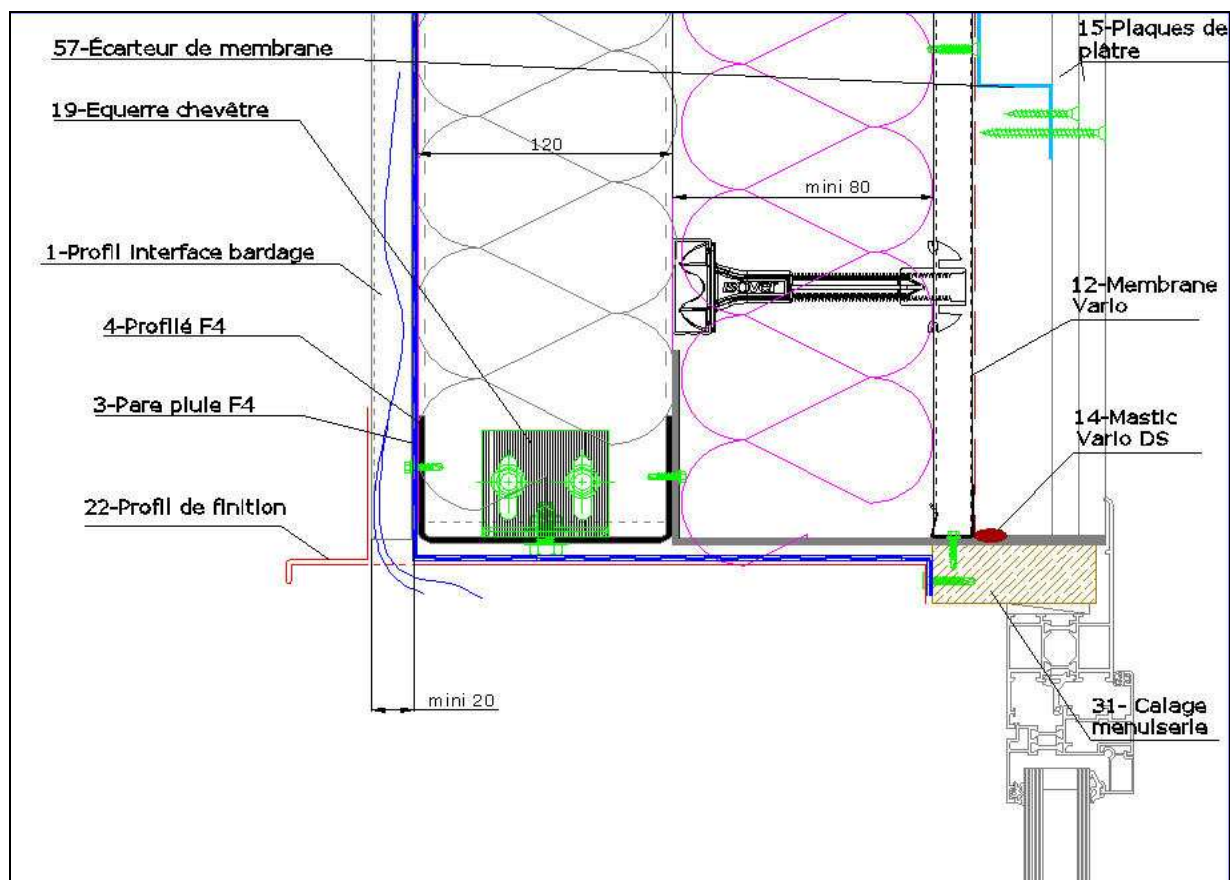 57-Écarteur de membrane
15-Plaques de
plâtre
19-Equerre chevêtre
120
mini 80
1-Profil Interface bardage
isover
12-Membrane
Vario
4-Profilé F4
3-Pare pluie F4
14-Mastic
Vario DS
22-Profil de finition
mini 20
31- Calage
menuiserie